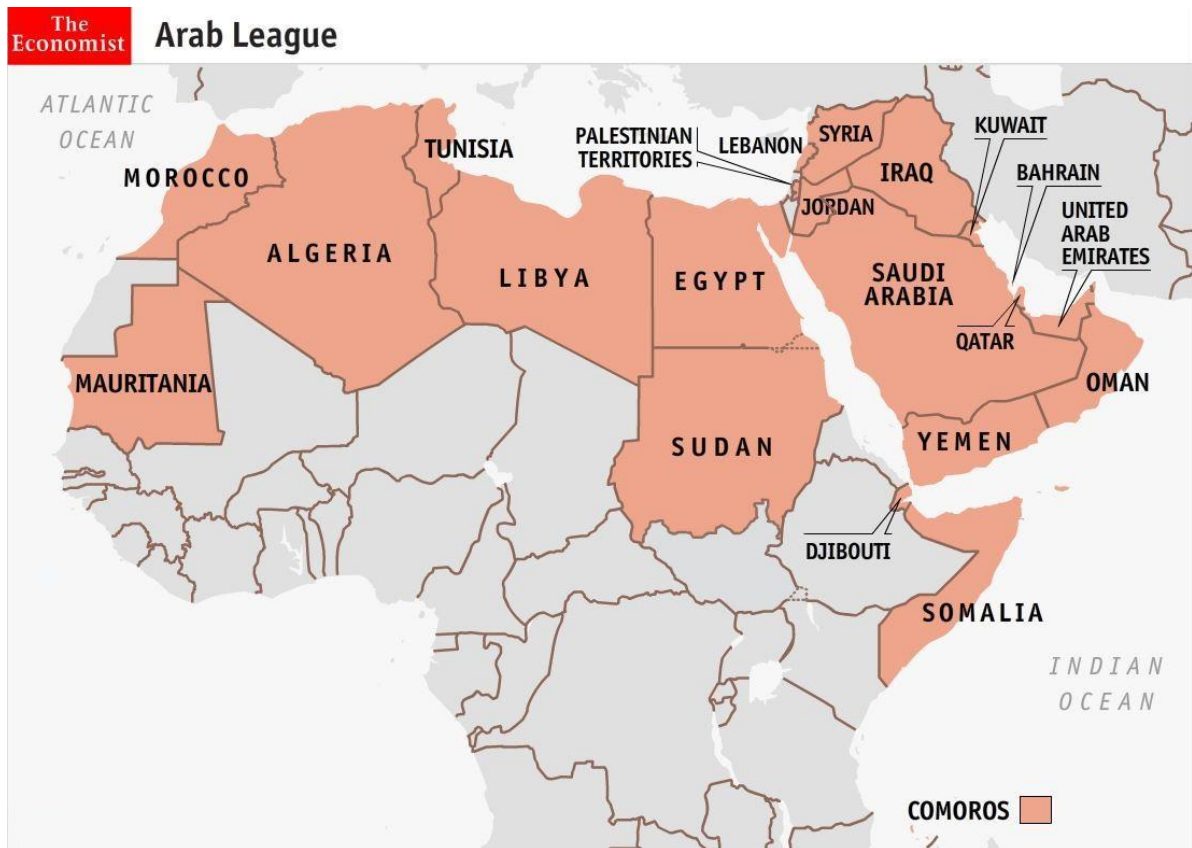 The
Economist
Arab League
ATLANTIC
OCEAN
MOROCCO
TUNISIA
PALESTINIAN
TERRITORIES
LEBANON
SYRIA
KUWAIT
IRAQ
BAHRAIN
JORDAN
UNITED
ARAB
EMIRATES
ALGERIA
LIBYA
EGYPT
SAUDI
ARABIA
QATAR
MAURITANIA
OMAN
SUDAN
YEMEN
DJIBOUTI
SOMALIA
INDIAN
OCEAN
COMOROS